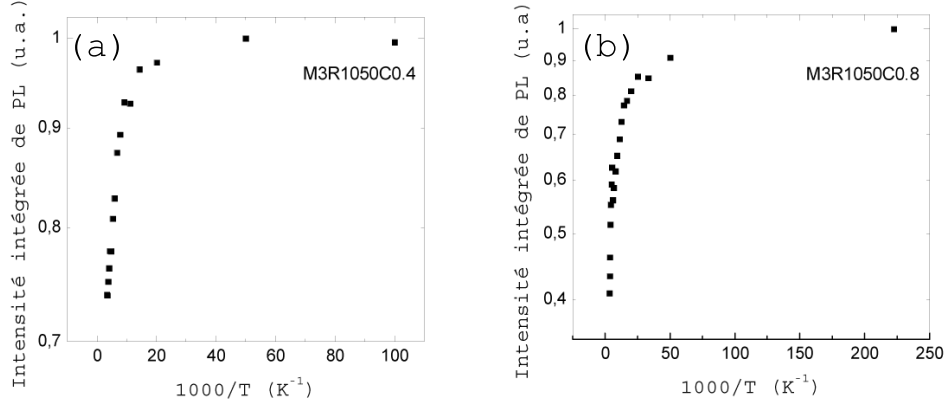 (a)
M3R1050C0.4
Intensité intégrée de PL (u.a.)
1
0,9
0,8
0,7
0 20 40 60 80 100
1000/T (K-1)
(b)
M3R1050C0.8
Intensité intégrée de PL (u.a)
1
0,9
0,8
0,7
0,6
0,5
0,4
0 50 100 150 200 250
1000/T (K-1)